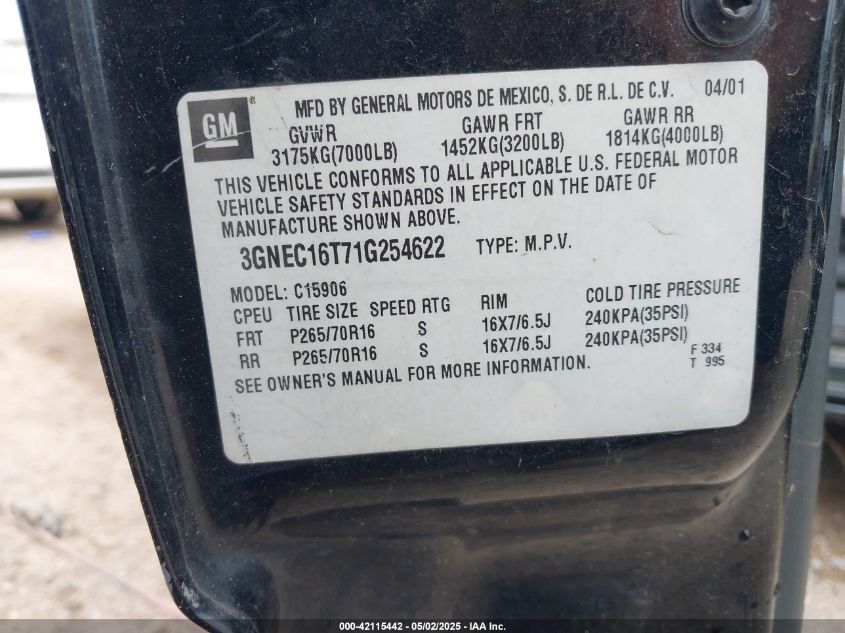 GM ® MFD BY GENERAL MOTORS DE MEXICO, S. DE R.L. DE C.V. 04/01
GVWR GAWR FRT GAWR RR
3175KG(7000LB) 1452KG(3200LB) 1814KG(4000LB)
THIS VEHICLE CONFORMS TO ALL APPLICABLE U.S. FEDERAL MOTOR
VEHICLE SAFETY STANDARDS IN EFFECT ON THE DATE OF
MANUFACTURE SHOWN ABOVE.
3GNEC16T71G254622 TYPE: M.P.V.
MODEL: C15906
CPEU TIRE SIZE SPEED RTG RIM COLD TIRE PRESSURE
FRT P265/70R16 S 16X7/6.5J 240KPA(35PSI)
RR P265/70R16 S 16X7/6.5J 240KPA(35PSI)
SEE OWNER'S MANUAL FOR MORE INFORMATION.
F 334
T 995
000-42115442 - 05/02/2025 - IAA Inc.